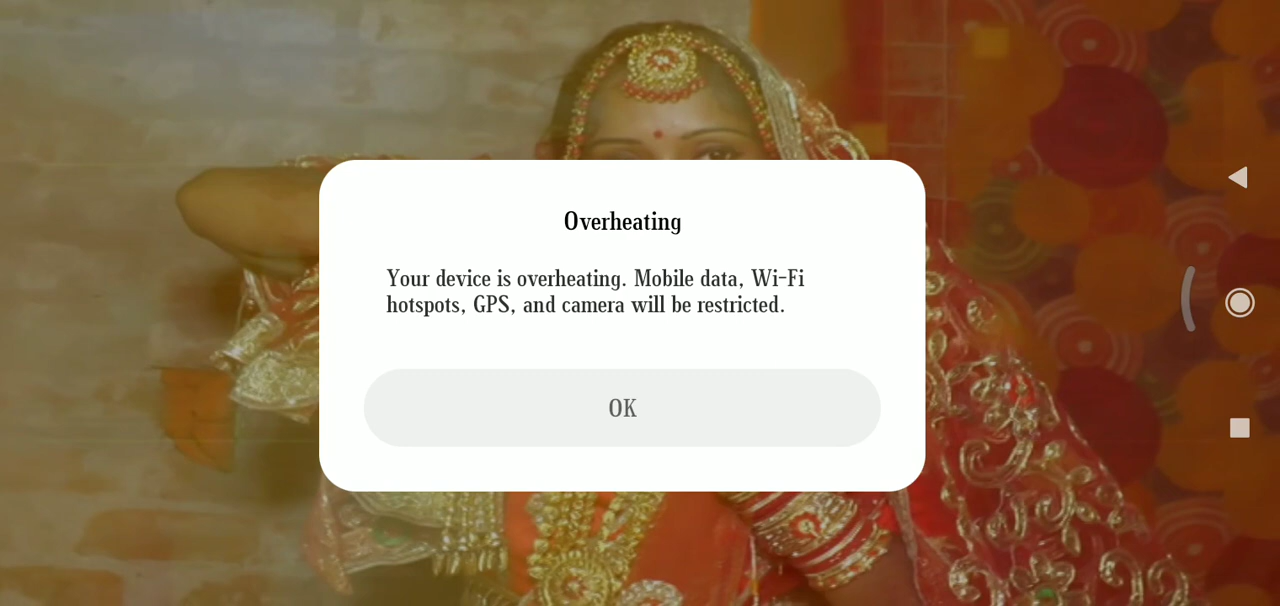 Overheating
Your device is overheating. Mobile data, Wi-Fi
hotspots, GPS, and camera will be restricted.
OK